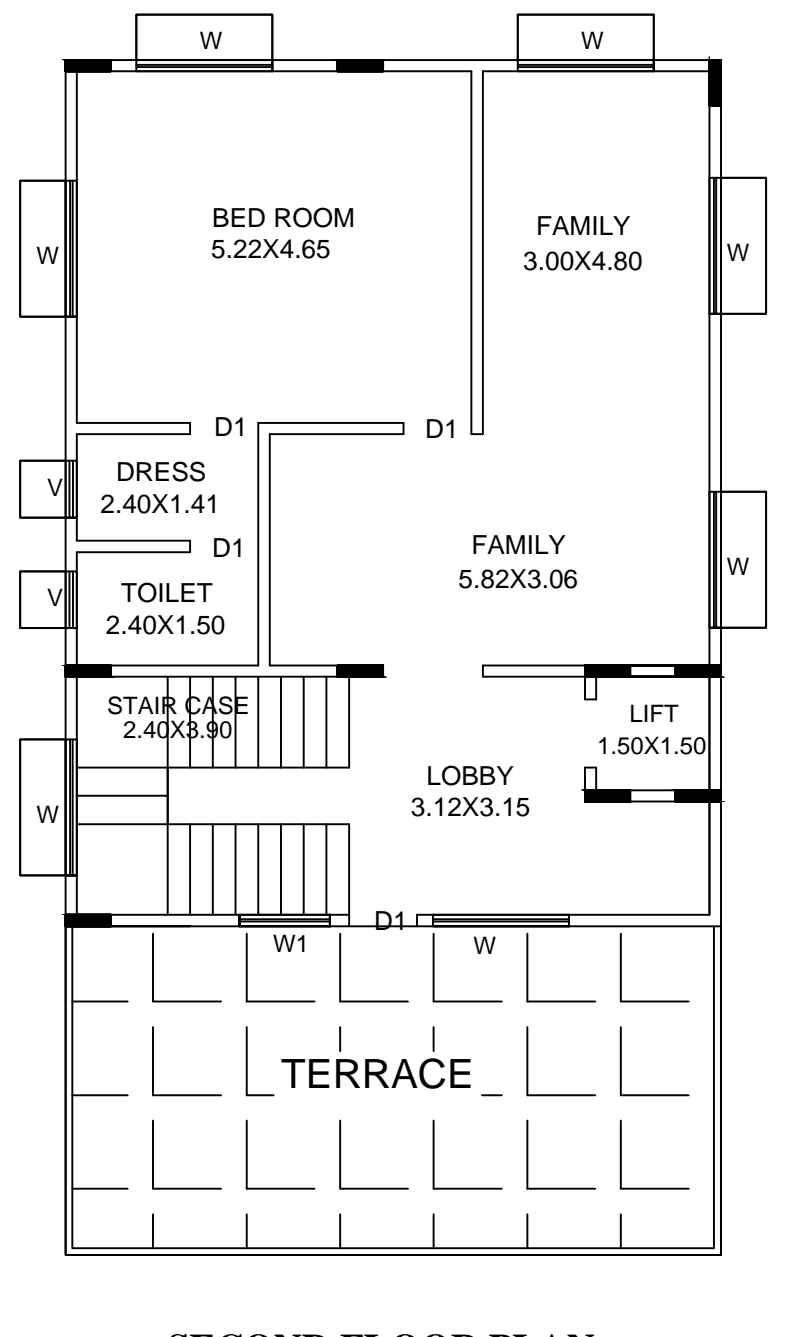 W
W
BED ROOM
5.22X4.65
FAMILY
3.00X4.80
W
W
D1
D1
DRESS
2.40X1.41
V
D1
FAMILY
5.82X3.06
W
TOILET
2.40X1.50
V
STAIR CASE
2.40X3.90
LIFT
1.50X1.50
LOBBY
3.12X3.15
W
D1
W1
W
TERRACE
SECOND FLOOR PLAN